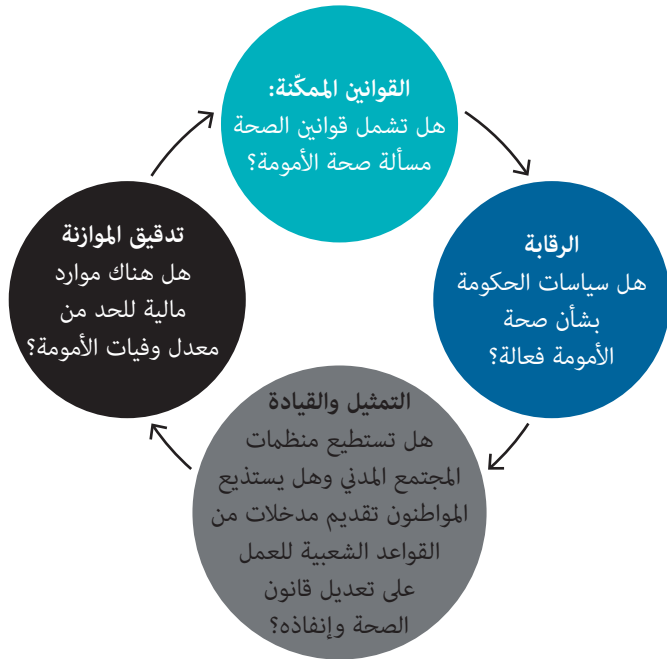 القوانين الممكّنة:
هل تشمل قوانين الصحة
مسألة صحة الأمومة؟
الرقابة
هل سياسات الحكومة
بشأن صحة
الأمومة فعالة؟
التمثيل والقيادة
هل تستطيع منظمات
المجتمع المدني وهل يستذيع
المواطنون تقديم مدخلات من
القواعد الشعبية للعمل
على تعديل قانون
الصحة وإنفاذه؟
تدقيق الموازنة
هل هناك موارد
مالية للحد من
معدل وفيات الأمومة؟